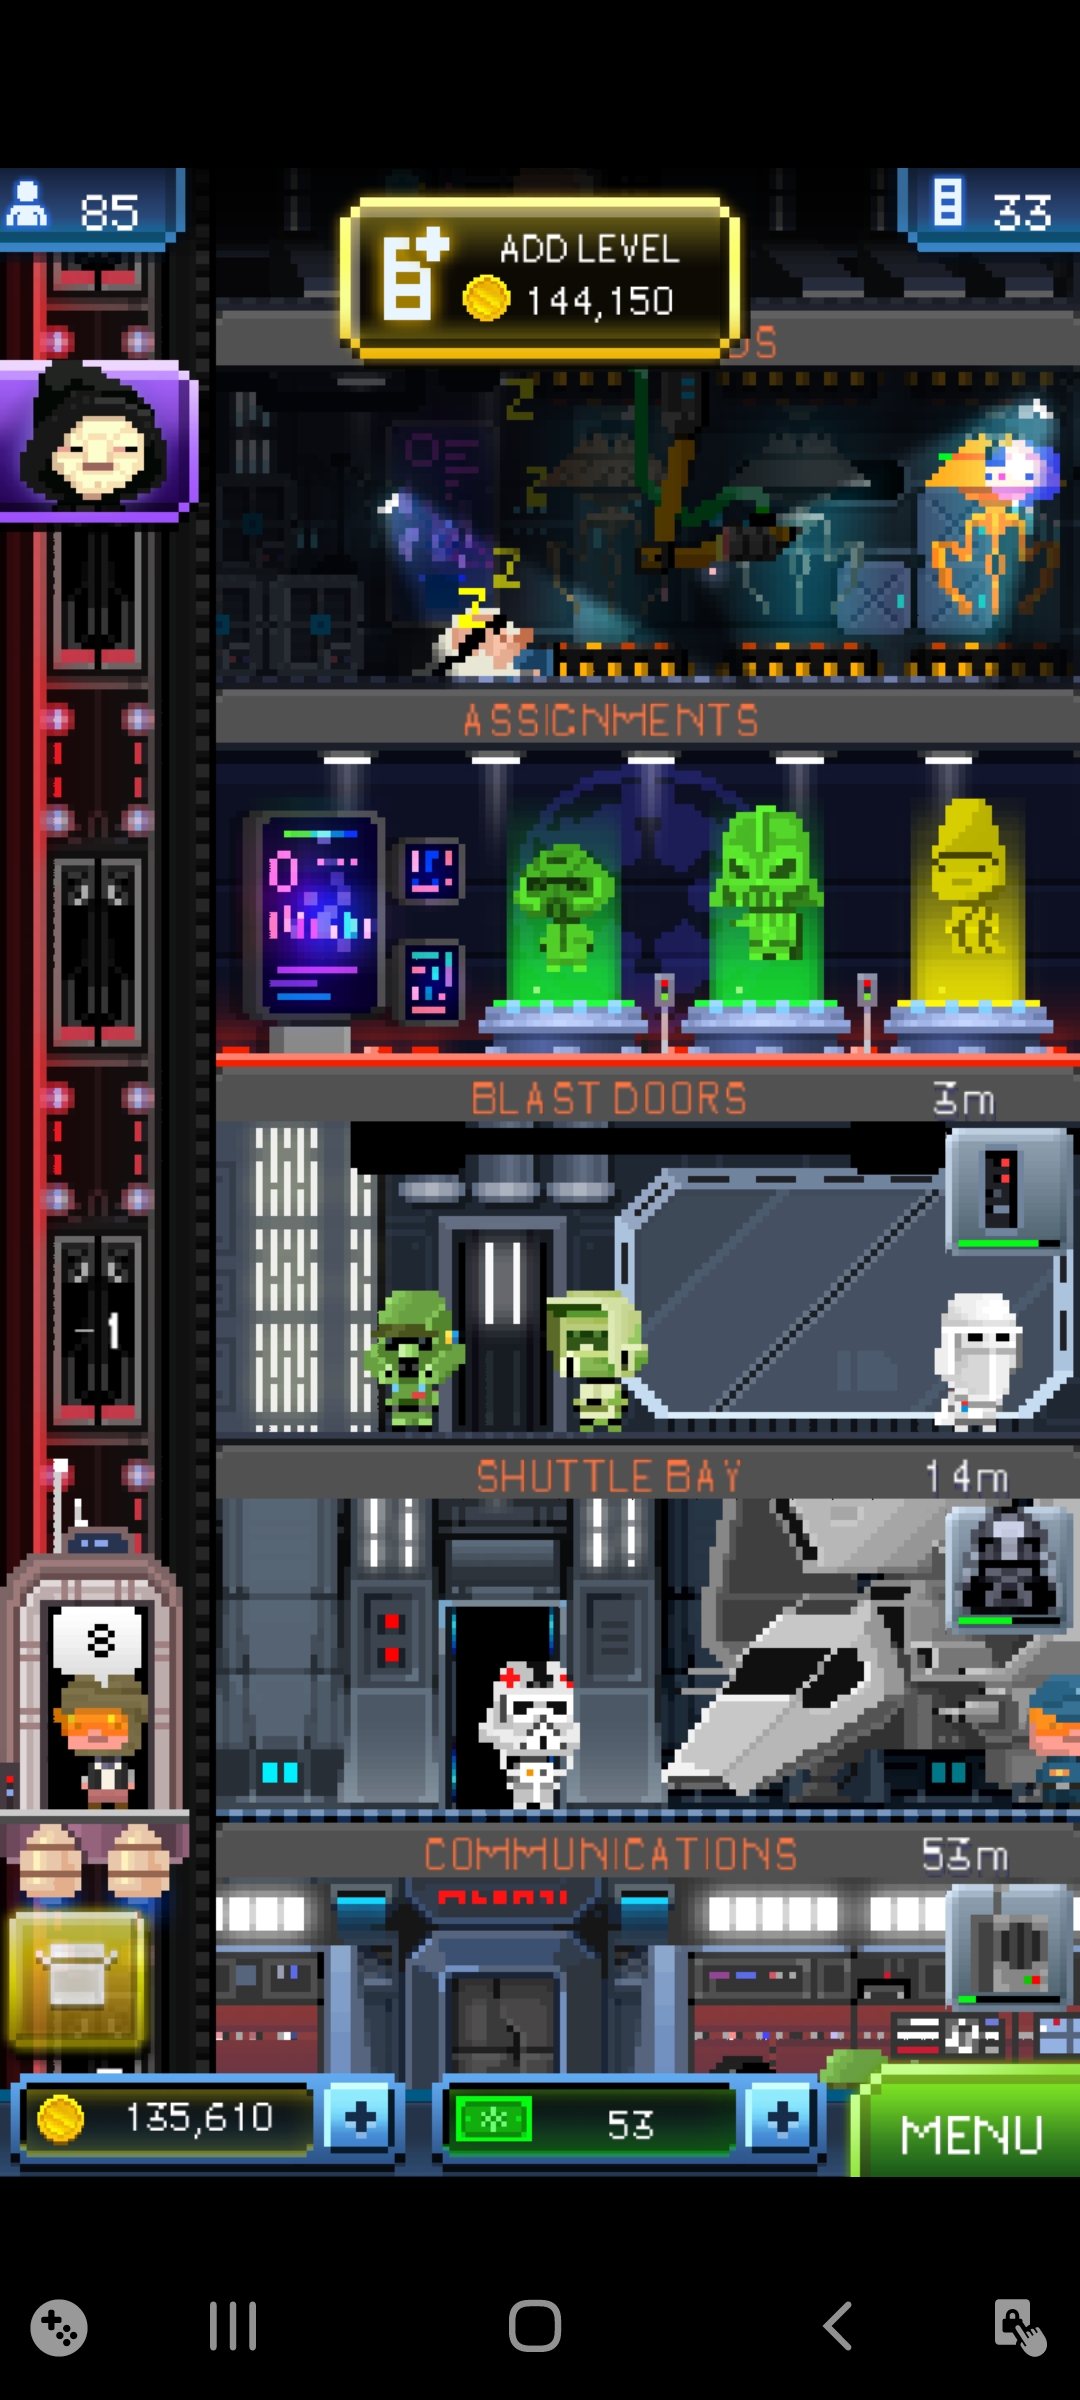 85
33
ADD LEVEL
144,150
DS
Z
Z
Z
Z
ASSIGNMENTS
BLAST DOORS 3m
-1
SHUTTLE BAY 14m
8
COMMUNICATIONS 53m
135,610
+
53
+
MENU